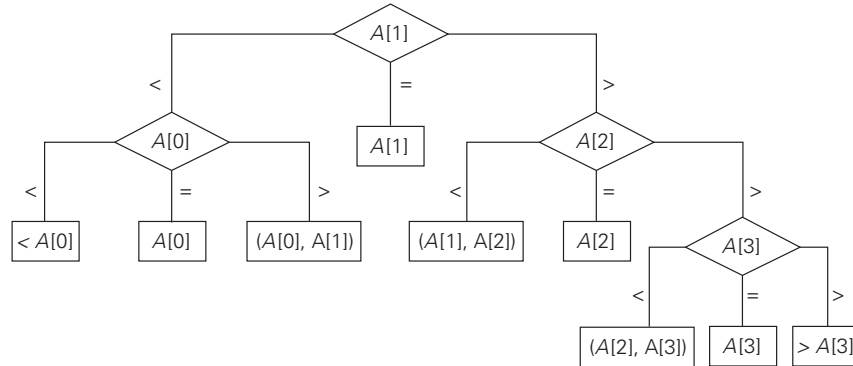 A[1]
< = >
A[0] A[1] A[2]
< = > < = >
< A[0] A[0] (A[0], A[1]) (A[1], A[2]) A[2] A[3]
< = >
(A[2], A[3]) A[3] > A[3]